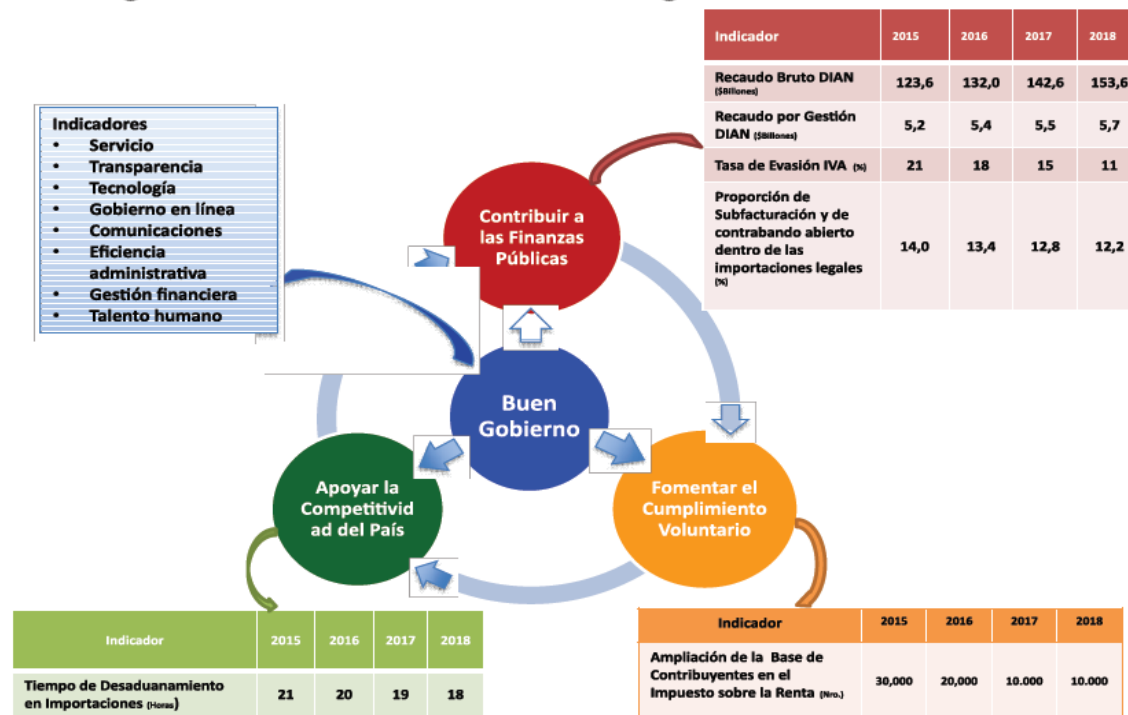 Indicador 2015 2016 2017 2018
Recaudo Bruto DIAN 123,6 132,0 142,6 153,6
($Billones)
Recaudo por Gestión 5,2 5,4 5,5 5,7
DIAN ($Billones)
Tasa de Evasión IVA (%) 21 18 15 11
Proporción de
Subfacturación y de
contrabando abierto
dentro de las 14,0 13,4 12,8 12,2
importaciones legales
(%)
Indicadores
• Servicio
• Transparencia
• Tecnología
• Gobierno en línea
• Comunicaciones
• Eficiencia
administrativa
• Gestión financiera
• Talento humano
Contribuir a
las Finanzas
Públicas
Buen
Gobierno
Apoyar la
Competitivid
ad del País
Fomentar el
Cumplimiento
Voluntario
Indicador 2015 2016 2017 2018
Tiempo de Desaduanamiento 21 20 19 18
en Importaciones (Horas)
Indicador 2015 2016 2017 2018
Ampliación de la Base de
Contribuyentes en el 30,000 20,000 10.000 10.000
Impuesto sobre la Renta (Nro.)